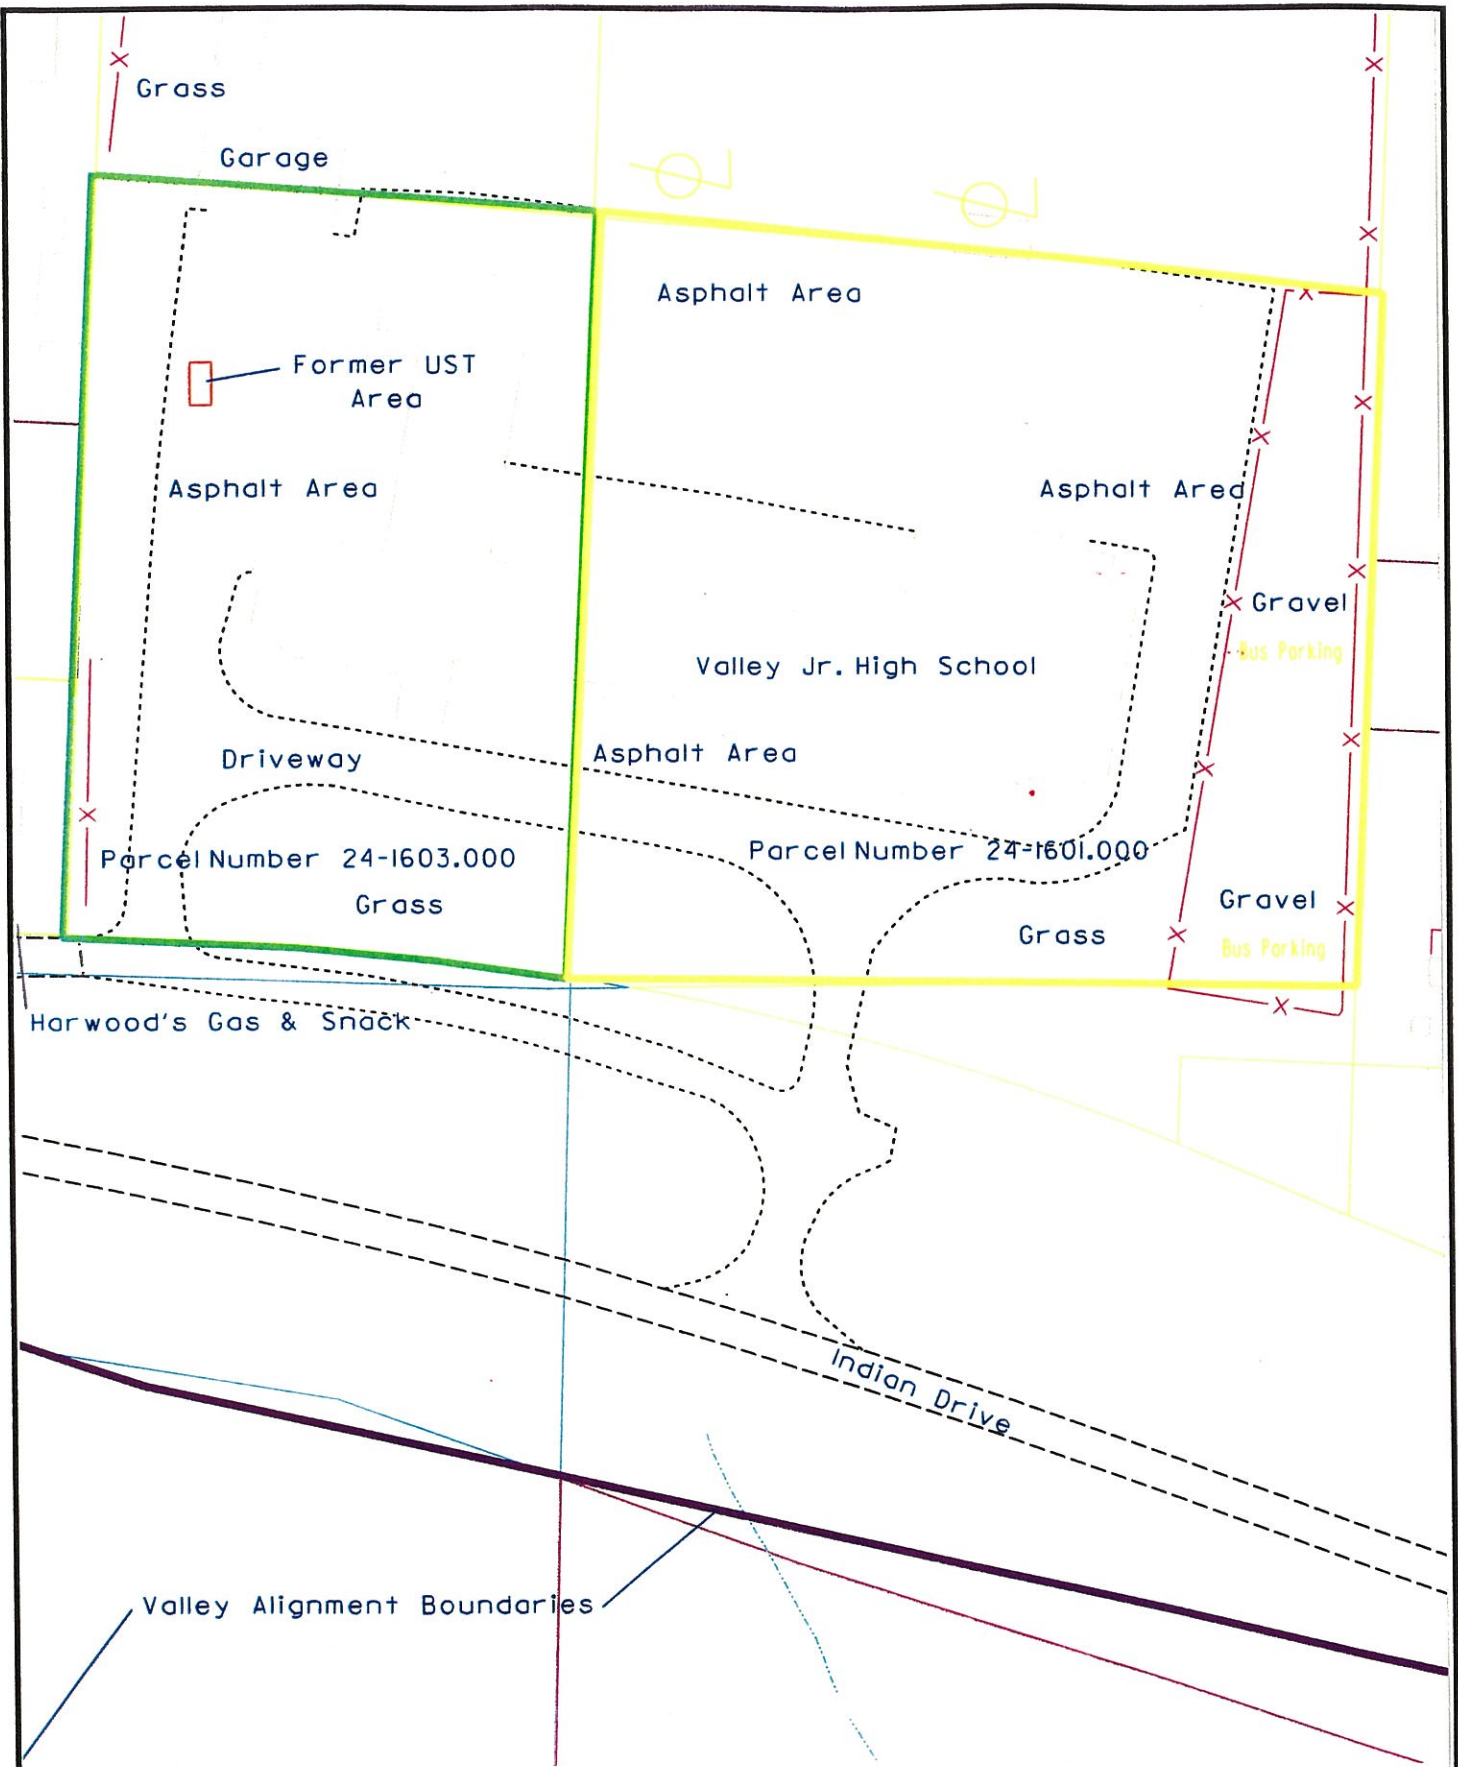 Grass
Garage
Asphalt Area
Former UST
Area
Asphalt Area
Asphalt Area
Gravel
Bus Parking
Valley Jr. High School
Driveway
Asphalt Area
Parcel Number 24-1603.000
Parcel Number 24-1601.000
Grass
Gravel
Grass
Bus Parking
Harwood's Gas & Snack
Indian Drive
Valley Alignment Boundaries